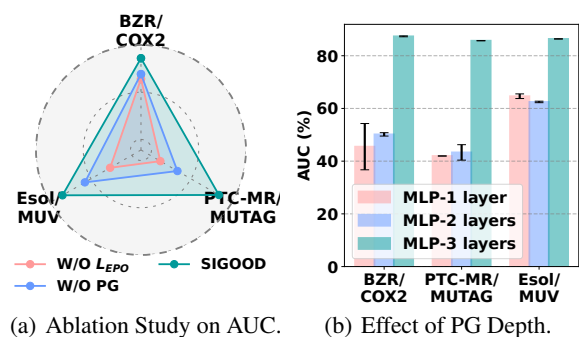 BZR/
COX2
Esol/
MUV
PTC-MR/
MUTAG
W/O L_EPO
W/O PG
SIGOOD
(a) Ablation Study on AUC.
AUC (%)
80
60
40
20
0
MLP-1 layer
MLP-2 layers
MLP-3 layers
BZR/
COX2
PTC-MR/
MUTAG
Esol/
MUV
(b) Effect of PG Depth.